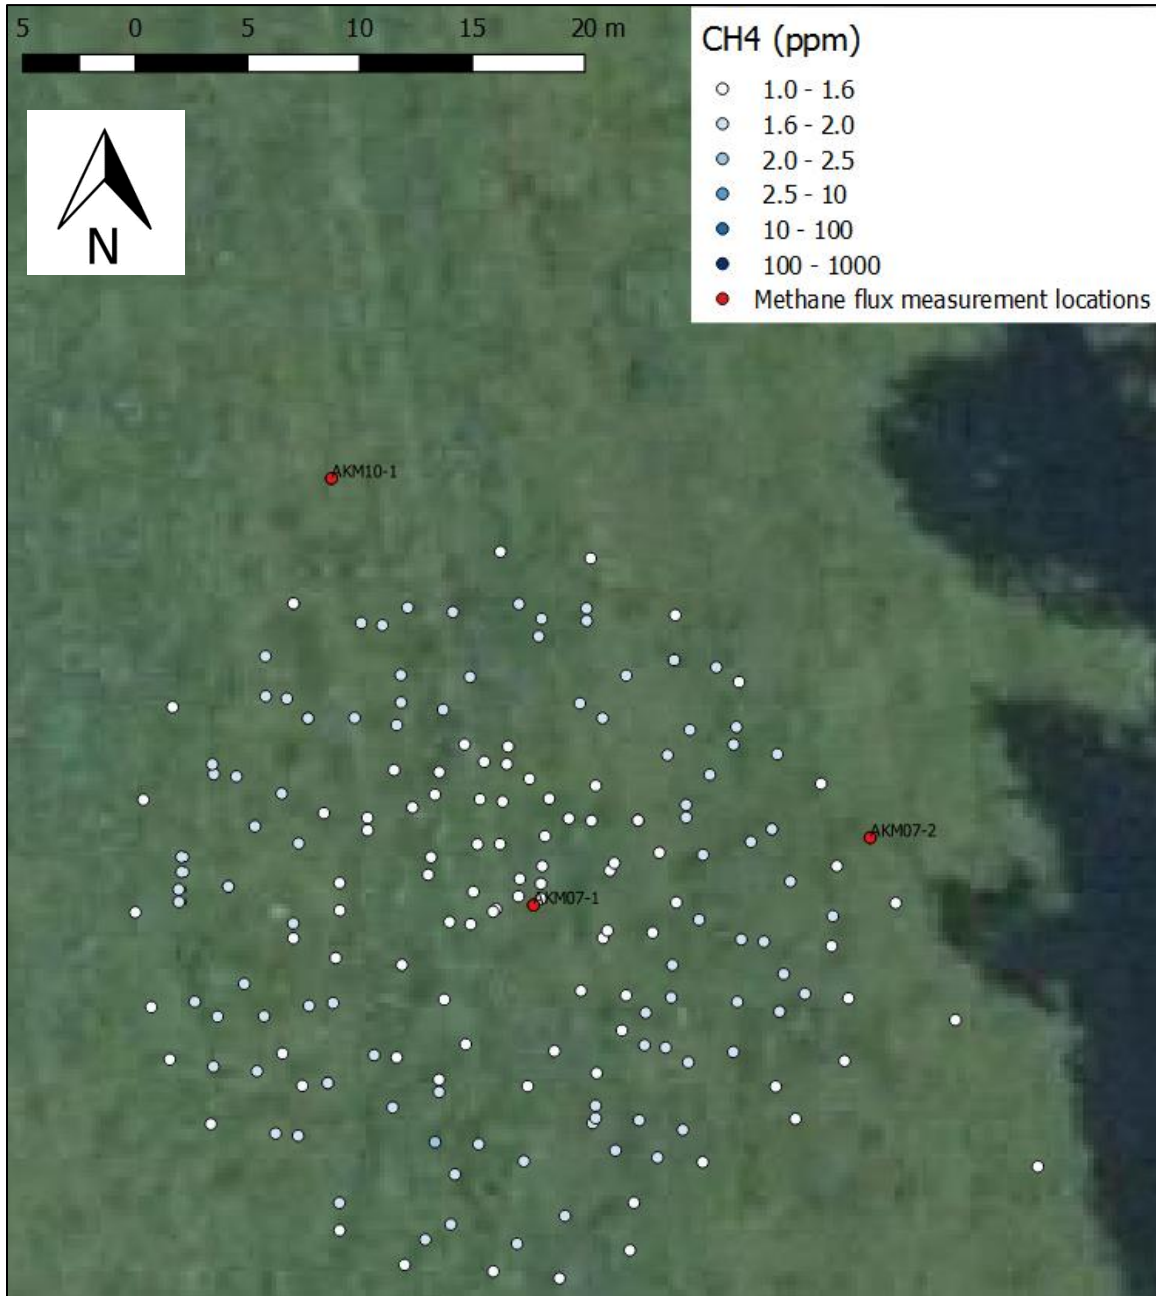 5 0 5 10 15 20 m
CH4 (ppm)
1.0 - 1.6
1.6 - 2.0
2.0 - 2.5
2.5 - 10
10 - 100
100 - 1000
Methane flux measurement locations
N
AKM10-1
AKM07-2
AKM07-1